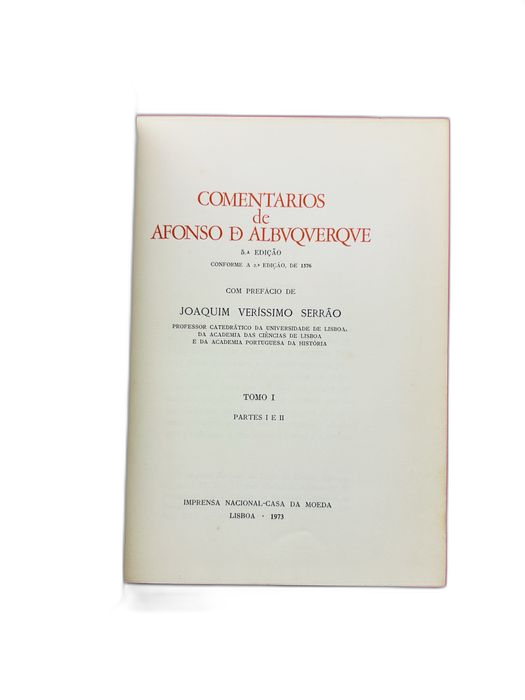 COMENTARIOS
de
AFONSO Đ ALBVQVERQVE
5.ª EDIÇÃO
CONFORME A 2.ª EDIÇÃO, DE 1576
COM PREFÁCIO DE
JOAQUIM VERÍSSIMO SERRÃO
PROFESSOR CATEDRÁTICO DA UNIVERSIDADE DE LISBOA,
DA ACADEMIA DAS CIÊNCIAS DE LISBOA
E DA ACADEMIA PORTUGUESA DA HISTÓRIA
TOMO I
PARTES I E II
IMPRENSA NACIONAL-CASA DA MOEDA
LISBOA · 1973